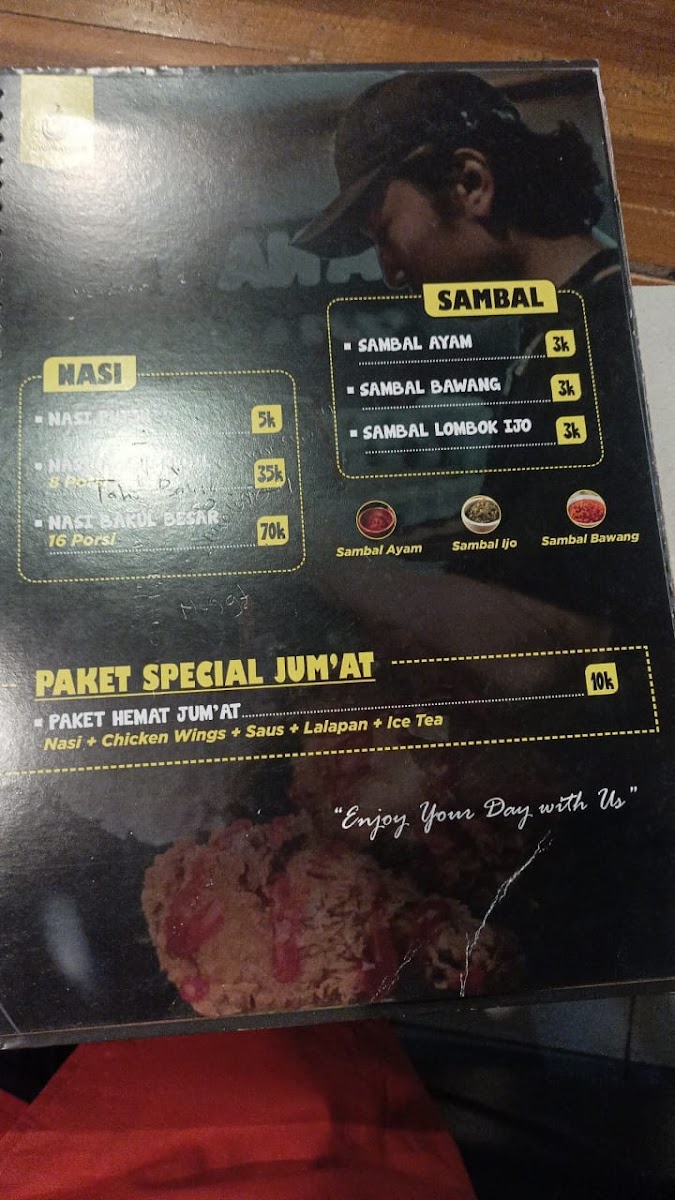 SAMBAL
SAMBAL AYAM 3k
SAMBAL BAWANG 3k
SAMBAL LOMBOK IJO 3k
NASI
NASI 5k
35k
8
NASI BAKUL BESAR 70k
16 Porsi
Sambal Ayam
Sambal Ijo
Sambal Bawang
PAKET SPECIAL JUM'AT
PAKET HEMAT JUM'AT 10k
Nasi + Chicken Wings + Saus + Lalapan + Ice Tea
"Enjoy Your Day with Us"